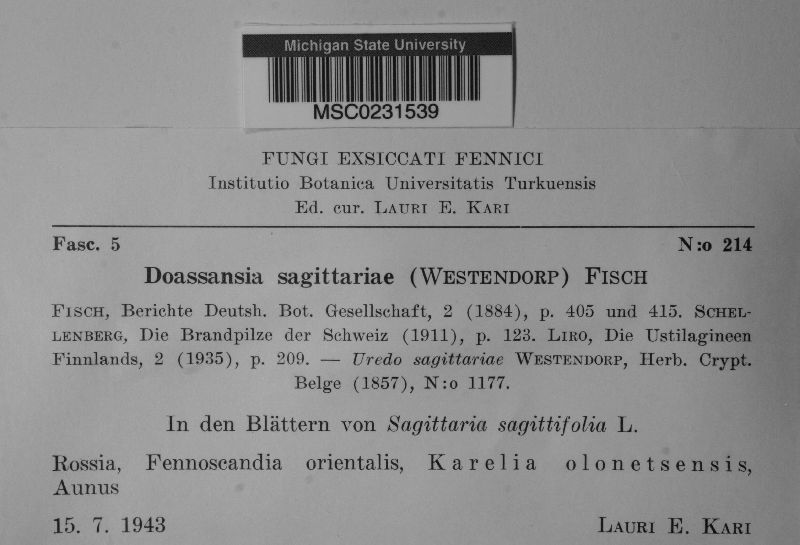 Michigan State University
MSC0231539
FUNGI EXSICCATI FENNICI
Institutio Botanica Universitatis Turkuensis
Ed. cur. LAURI E. KARI
Fasc. 5 N:o 214
Doassansia sagittariae (WESTENDORP) FISCH
FISCH, Berichte Deutsh. Bot. Gesellschaft, 2 (1884), p. 405 und 415. SCHEL-
LENBERG, Die Brandpilze der Schweiz (1911), p. 123. LIRO, Die Ustilagineen
Finnlands, 2 (1935), p. 209. — Uredo sagittariae WESTENDORP, Herb. Crypt.
Belge (1857), N:o 1177.
In den Blättern von Sagittaria sagittifolia L.
Rossia, Fennoscandia orientalis, Karelia olonetsensis,
Aunus
15. 7. 1943 LAURI E. KARI